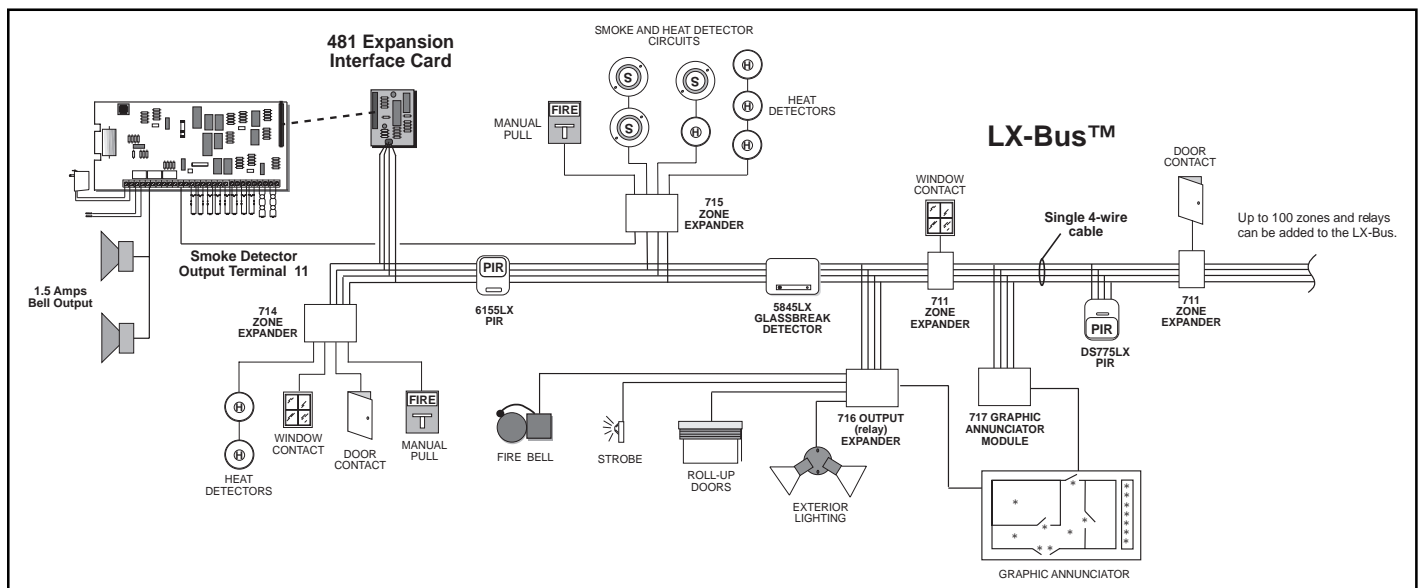 481 Expansion
Interface Card
SMOKE AND HEAT DETECTOR
CIRCUITS
S
S
S
H
H
H
H
HEAT
DETECTORS
FIRE
MANUAL
PULL
LX-Bus™
DOOR
CONTACT
WINDOW
CONTACT
Single 4-wire
cable
Up to 100 zones and relays
can be added to the LX-Bus.
715
ZONE
EXPANDER
Smoke Detector
Output Terminal 11
1.5 Amps
Bell Output
714
ZONE
EXPANDER
PIR
6155LX
PIR
5845LX
GLASSBREAK
DETECTOR
711
ZONE
EXPANDER
PIR
DS775LX
PIR
711
ZONE
EXPANDER
H
H
HEAT
DETECTORS
WINDOW
CONTACT
DOOR
CONTACT
FIRE
MANUAL
PULL
FIRE BELL
STROBE
ROLL-UP
DOORS
EXTERIOR
LIGHTING
716 OUTPUT
(relay)
EXPANDER
717 GRAPHIC
ANNUNCIATOR
MODULE
GRAPHIC ANNUNCIATOR